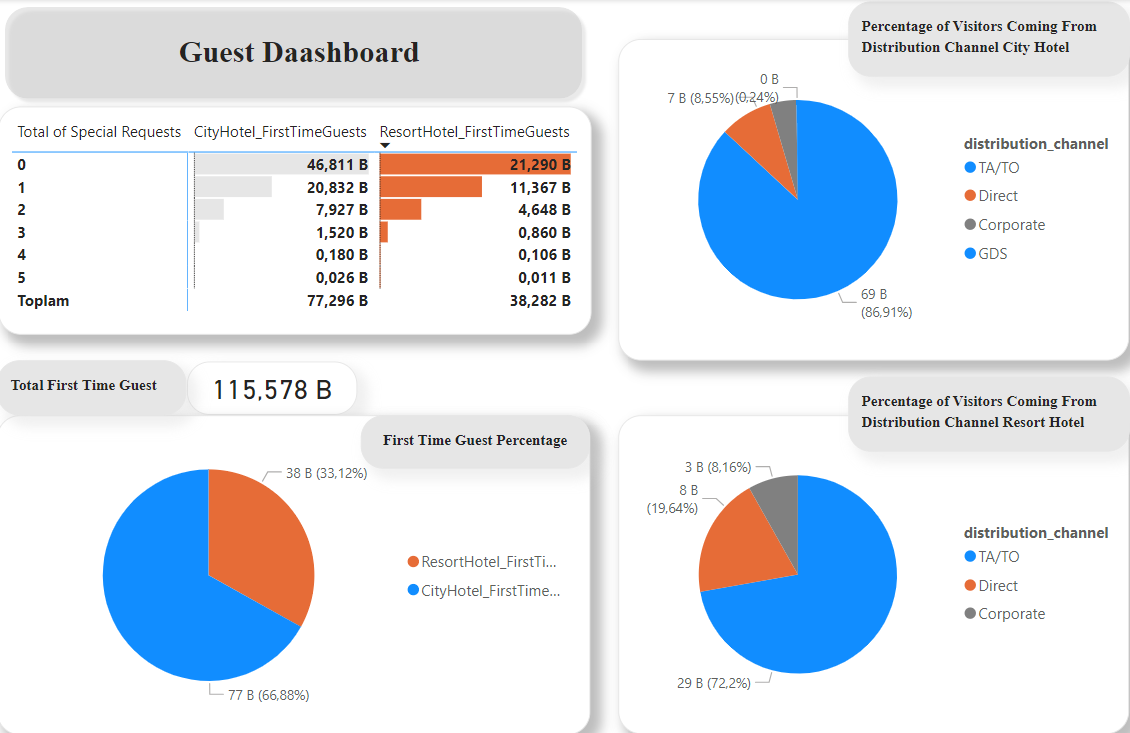 Guest Daashboard
Total of Special Requests CityHotel_FirstTimeGuests ResortHotel_FirstTimeGuests
0 46,811 B 21,290 B
1 20,832 B 11,367 B
2 7,927 B 4,648 B
3 1,520 B 0,860 B
4 0,180 B 0,106 B
5 0,026 B 0,011 B
Toplam 77,296 B 38,282 B
Percentage of Visitors Coming From
Distribution Channel City Hotel
0 B
(0.24%)
7 B (8,55%)
69 B
(86,91%)
distribution_channel
TA/TO
Direct
Corporate
GDS
Total First Time Guest
115,578 B
First Time Guest Percentage
38 B (33,12%)
77 B (66,88%)
ResortHotel_FirstTi...
CityHotel_FirstTime...
Percentage of Visitors Coming From
Distribution Channel Resort Hotel
3 B (8,16%)
8 B
(19,64%)
29 B (72,2%)
distribution_channel
TA/TO
Direct
Corporate